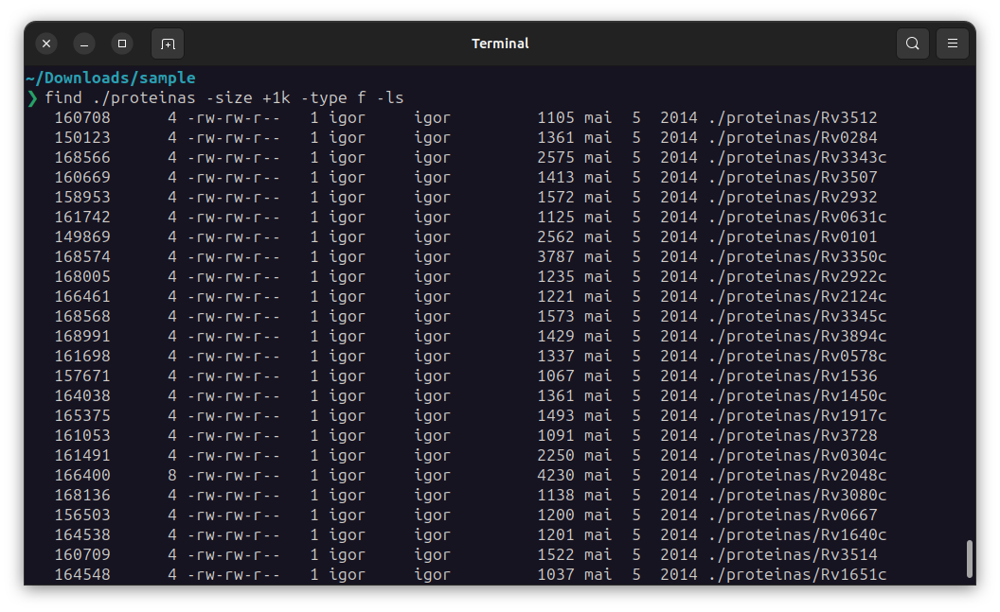 Terminal
~/Downloads/sample
❯ find ./proteinas -size +1k -type f -ls
160708 4 -rw-rw-r-- 1 igor igor 1105 mai 5 2014 ./proteinas/Rv3512
150123 4 -rw-rw-r-- 1 igor igor 1361 mai 5 2014 ./proteinas/Rv0284
168566 4 -rw-rw-r-- 1 igor igor 2575 mai 5 2014 ./proteinas/Rv3343c
160669 4 -rw-rw-r-- 1 igor igor 1413 mai 5 2014 ./proteinas/Rv3507
158953 4 -rw-rw-r-- 1 igor igor 1572 mai 5 2014 ./proteinas/Rv2932
161742 4 -rw-rw-r-- 1 igor igor 1125 mai 5 2014 ./proteinas/Rv0631c
149869 4 -rw-rw-r-- 1 igor igor 2562 mai 5 2014 ./proteinas/Rv0101
168574 4 -rw-rw-r-- 1 igor igor 3787 mai 5 2014 ./proteinas/Rv3350c
168005 4 -rw-rw-r-- 1 igor igor 1235 mai 5 2014 ./proteinas/Rv2922c
166461 4 -rw-rw-r-- 1 igor igor 1221 mai 5 2014 ./proteinas/Rv2124c
168568 4 -rw-rw-r-- 1 igor igor 1573 mai 5 2014 ./proteinas/Rv3345c
168991 4 -rw-rw-r-- 1 igor igor 1429 mai 5 2014 ./proteinas/Rv3894c
161698 4 -rw-rw-r-- 1 igor igor 1337 mai 5 2014 ./proteinas/Rv0578c
157671 4 -rw-rw-r-- 1 igor igor 1067 mai 5 2014 ./proteinas/Rv1536
164038 4 -rw-rw-r-- 1 igor igor 1361 mai 5 2014 ./proteinas/Rv1450c
165375 4 -rw-rw-r-- 1 igor igor 1493 mai 5 2014 ./proteinas/Rv1917c
161053 4 -rw-rw-r-- 1 igor igor 1091 mai 5 2014 ./proteinas/Rv3728
161491 4 -rw-rw-r-- 1 igor igor 2250 mai 5 2014 ./proteinas/Rv0304c
166400 8 -rw-rw-r-- 1 igor igor 4230 mai 5 2014 ./proteinas/Rv2048c
168136 4 -rw-rw-r-- 1 igor igor 1138 mai 5 2014 ./proteinas/Rv3080c
156503 4 -rw-rw-r-- 1 igor igor 1200 mai 5 2014 ./proteinas/Rv0667
164538 4 -rw-rw-r-- 1 igor igor 1201 mai 5 2014 ./proteinas/Rv1640c
160709 4 -rw-rw-r-- 1 igor igor 1522 mai 5 2014 ./proteinas/Rv3514
164548 4 -rw-rw-r-- 1 igor igor 1037 mai 5 2014 ./proteinas/Rv1651c